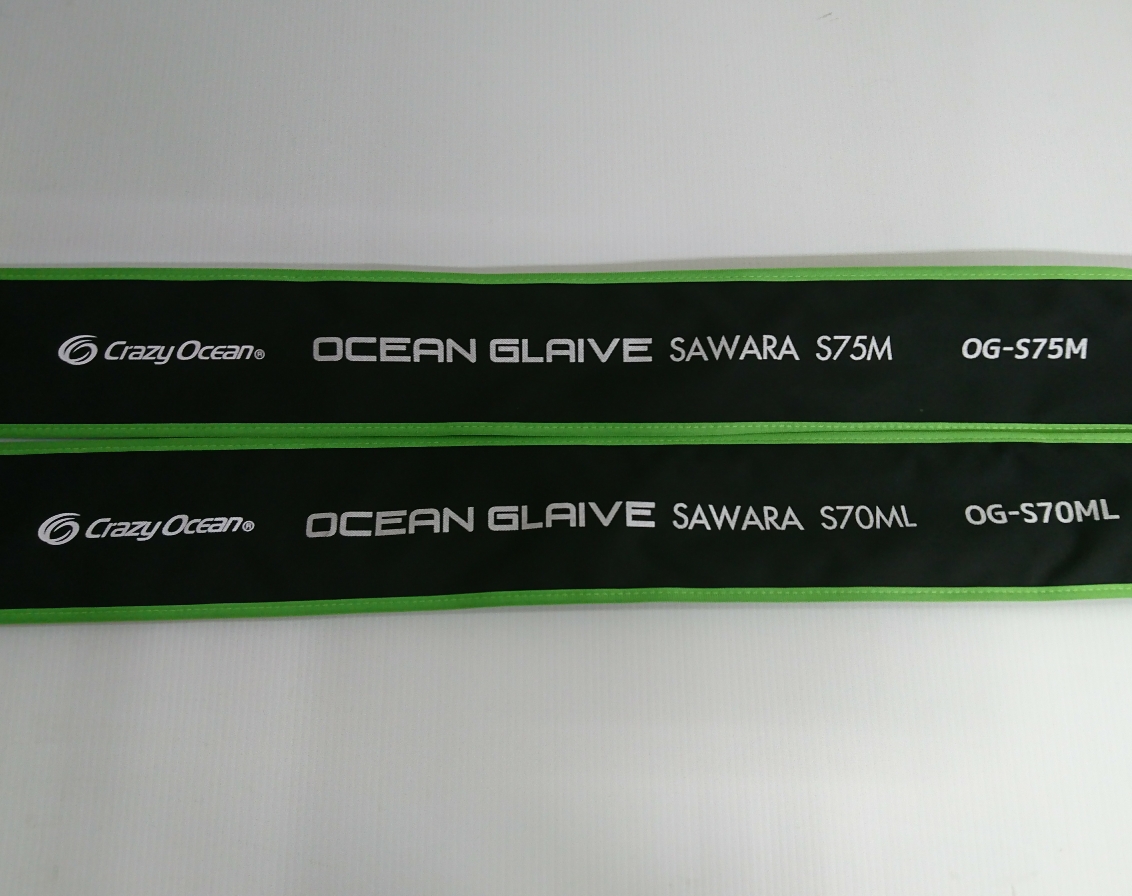 Crazy Ocean® OCEAN GLAIVE SAWARA S75M OG-S75M
Crazy Ocean® OCEAN GLAIVE SAWARA S70ML OG-S70ML